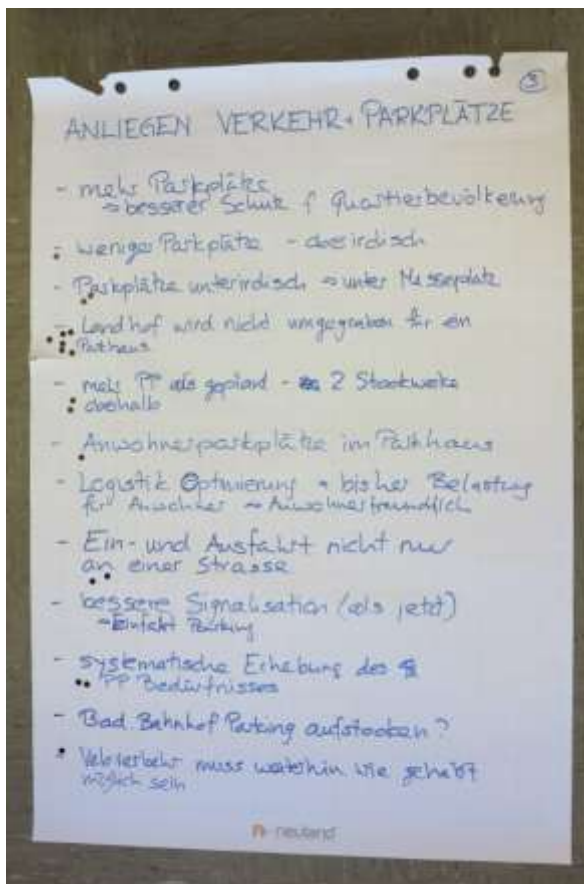 3
ANLIEGEN VERKEHR + PARKPLÄTZE
- mehr Parkplätze
→ besserer Schutz f Quartierbevölkerung
- weniger Parkplätze - oberirdisch
- Parkplätze unterirdisch → unter Messeplatz
- Landhof wird nicht umgegraben für ein
Parkhaus
- mehr PP als geplant - 2 Stockwerke
oberhalb
- Anwohnerparkplätze im Parkhaus
- Logistik Optimierung bisher Belastung
für Anwohner → Anwohnerfreundlich
- Ein- und Ausfahrt nicht nur
an einer Strasse
- bessere Signalisation (als jetzt)
→ Einfahrt Parking
- systematische Erhebung des
PP Bedürfnisses
- Bad. Bahnhof Parking aufstocken?
Veloverkehr muss weiterhin wie gehabt
möglich sein
neuland